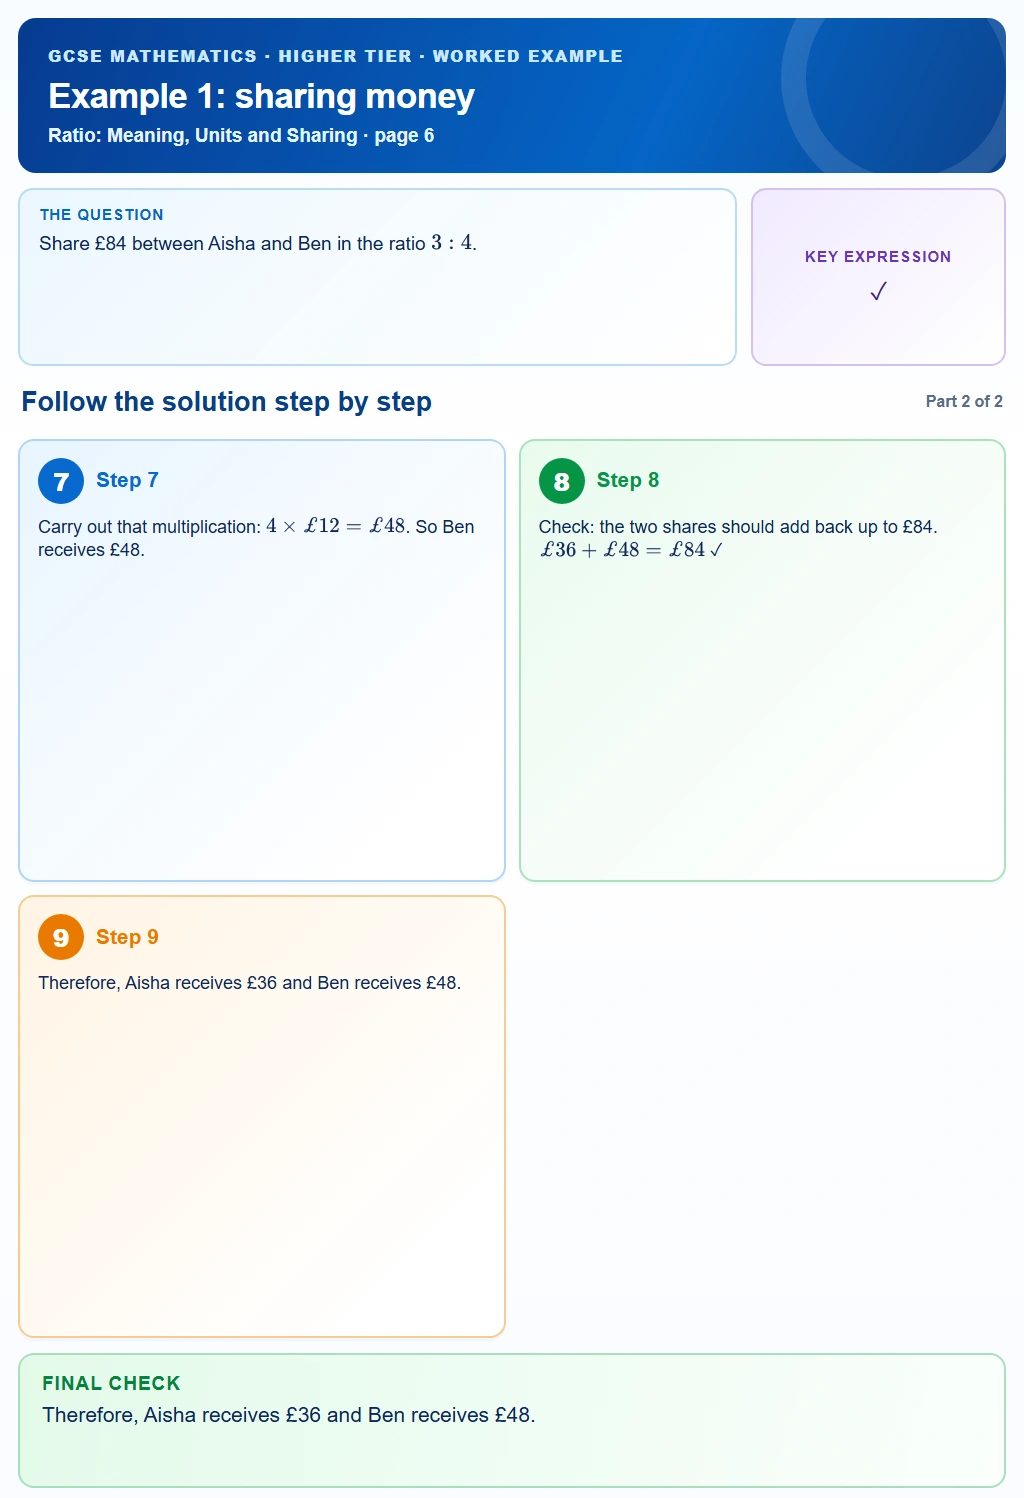 GCSE MATHEMATICS · HIGHER TIER · WORKED EXAMPLE
Example 1: sharing money
Ratio: Meaning, Units and Sharing · page 6
THE QUESTION
Share £84 between Aisha and Ben in the ratio 3 : 4.
KEY EXPRESSION
✓
Follow the solution step by step
Part 2 of 2
7 Step 7
Carry out that multiplication: 4 × £12 = £48. So Ben
receives £48.
8 Step 8
Check: the two shares should add back up to £84.
£36 + £48 = £84 ✓
9 Step 9
Therefore, Aisha receives £36 and Ben receives £48.
FINAL CHECK
Therefore, Aisha receives £36 and Ben receives £48.